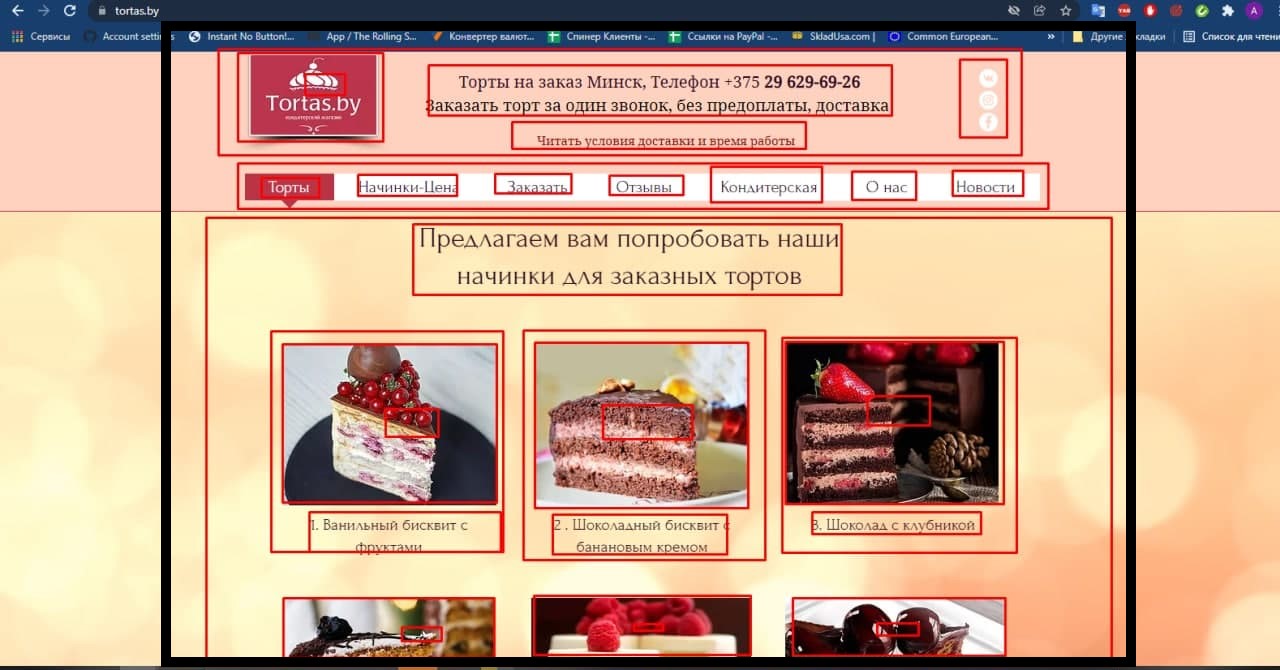 tortas.by
Сервисы
Account setti
Instant No Button!...
App / The Rolling S...
Конвертер валют...
Спинер Клиенты -...
Ссылки на PayPal -...
SkladUsa.com |
Common European...
»
Другие
кладки
Список для чтени
A
Tortas.by
кондитерский магазин
Торты на заказ Минск, Телефон +375 29 629-69-26
Заказать торт за один звонок, без предоплаты, доставка
Читать условия доставки и время работы
Торты
Начинки-Цена
Заказать
Отзывы
Кондитерская
О нас
Новости
Предлагаем вам попробовать наши
начинки для заказных тортов
1. Ванильный бисквит с
фруктами
2 . Шоколадный бисквит с
банановым кремом
3. Шоколад с клубникой